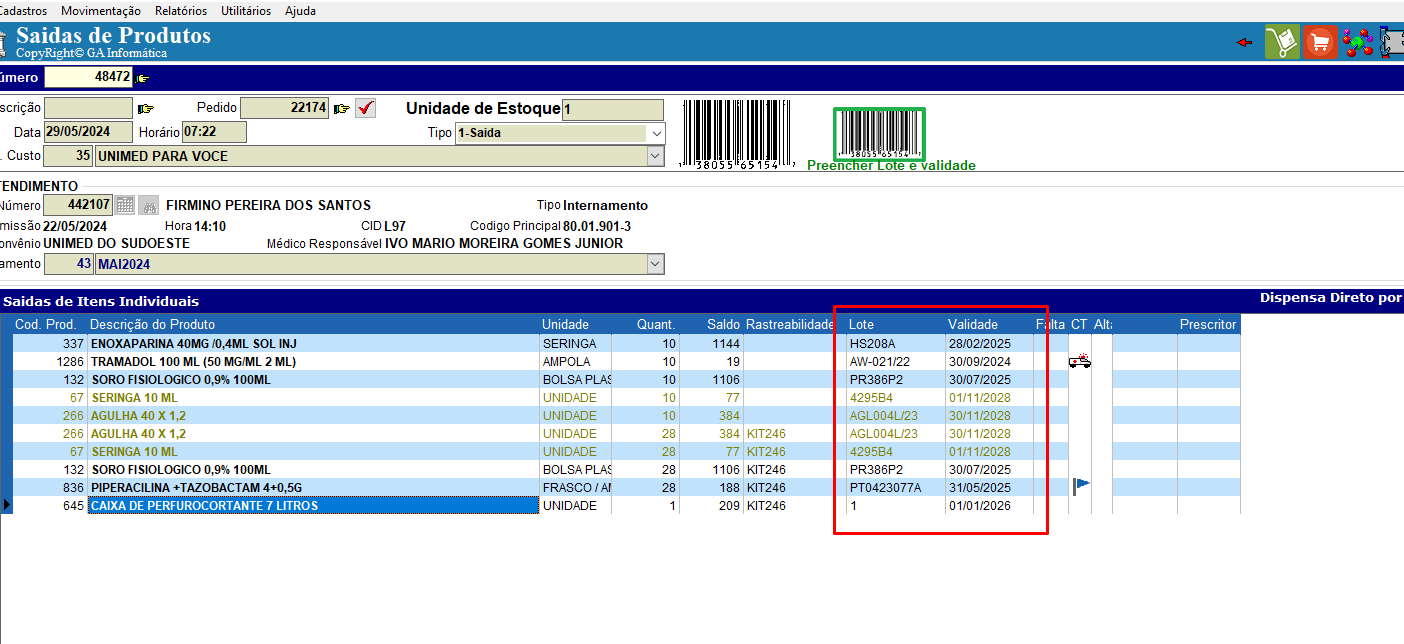 Cadastros Movimentação Relatórios Utilitários Ajuda
Saidas de Produtos
CopyRight© GA Informática
úmero 48472
scrição Pedido 22174 Unidade de Estoque 1
Data 29/05/2024 Horário 07:22 Tipo 1-Saida
. Custo 35 UNIMED PARA VOCE
1 38055 65154 7
1 38055 65154 7
Preencher Lote e validade
TENDIMENTO
Número 442107 FIRMINO PEREIRA DOS SANTOS Tipo Internamento
missão 22/05/2024 Hora 14:10 CID L97 Codigo Principal 80.01.901-3
onvênio UNIMED DO SUDOESTE Médico Responsável IVO MARIO MOREIRA GOMES JUNIOR
amento 43 MAI2024
Saidas de Itens Individuais Dispensa Direto por
Cod. Prod. Descrição do Produto Unidade Quant. Saldo Rastreabilidade Lote Validade Falta CT Alta Prescritor
337 ENOXAPARINA 40MG /0,4ML SOL INJ SERINGA 10 1144 HS208A 28/02/2025
1286 TRAMADOL 100 ML (50 MG/ML 2 ML) AMPOLA 10 19 AW-021/22 30/09/2024
132 SORO FISIOLOGICO 0,9% 100ML BOLSA PLAS 10 1106 PR386P2 30/07/2025
67 SERINGA 10 ML UNIDADE 10 77 4295B4 01/11/2028
266 AGULHA 40 X 1,2 UNIDADE 10 384 AGL004L/23 30/11/2028
266 AGULHA 40 X 1,2 UNIDADE 28 384 KIT246 AGL004L/23 30/11/2028
67 SERINGA 10 ML UNIDADE 28 77 KIT246 4295B4 01/11/2028
132 SORO FISIOLOGICO 0,9% 100ML BOLSA PLAS 28 1106 KIT246 PR386P2 30/07/2025
836 PIPERACILINA +TAZOBACTAM 4+0,5G FRASCO / AM 28 188 KIT246 PT0423077A 31/05/2025
645 CAIXA DE PERFUROCORTANTE 7 LITROS UNIDADE 1 209 KIT246 1 01/01/2026